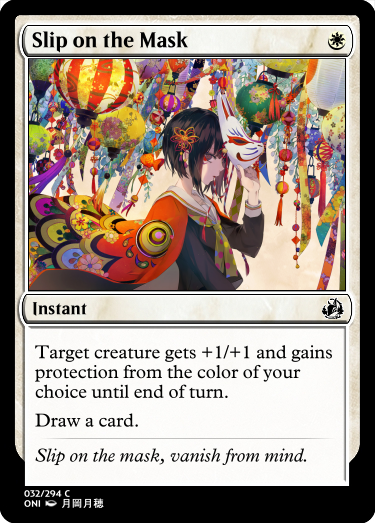 Slip on the Mask
Instant
Target creature gets +1/+1 and gains
protection from the color of your
choice until end of turn.
Draw a card.
Slip on the mask, vanish from mind.
032/294 C
ONI 月岡月穂